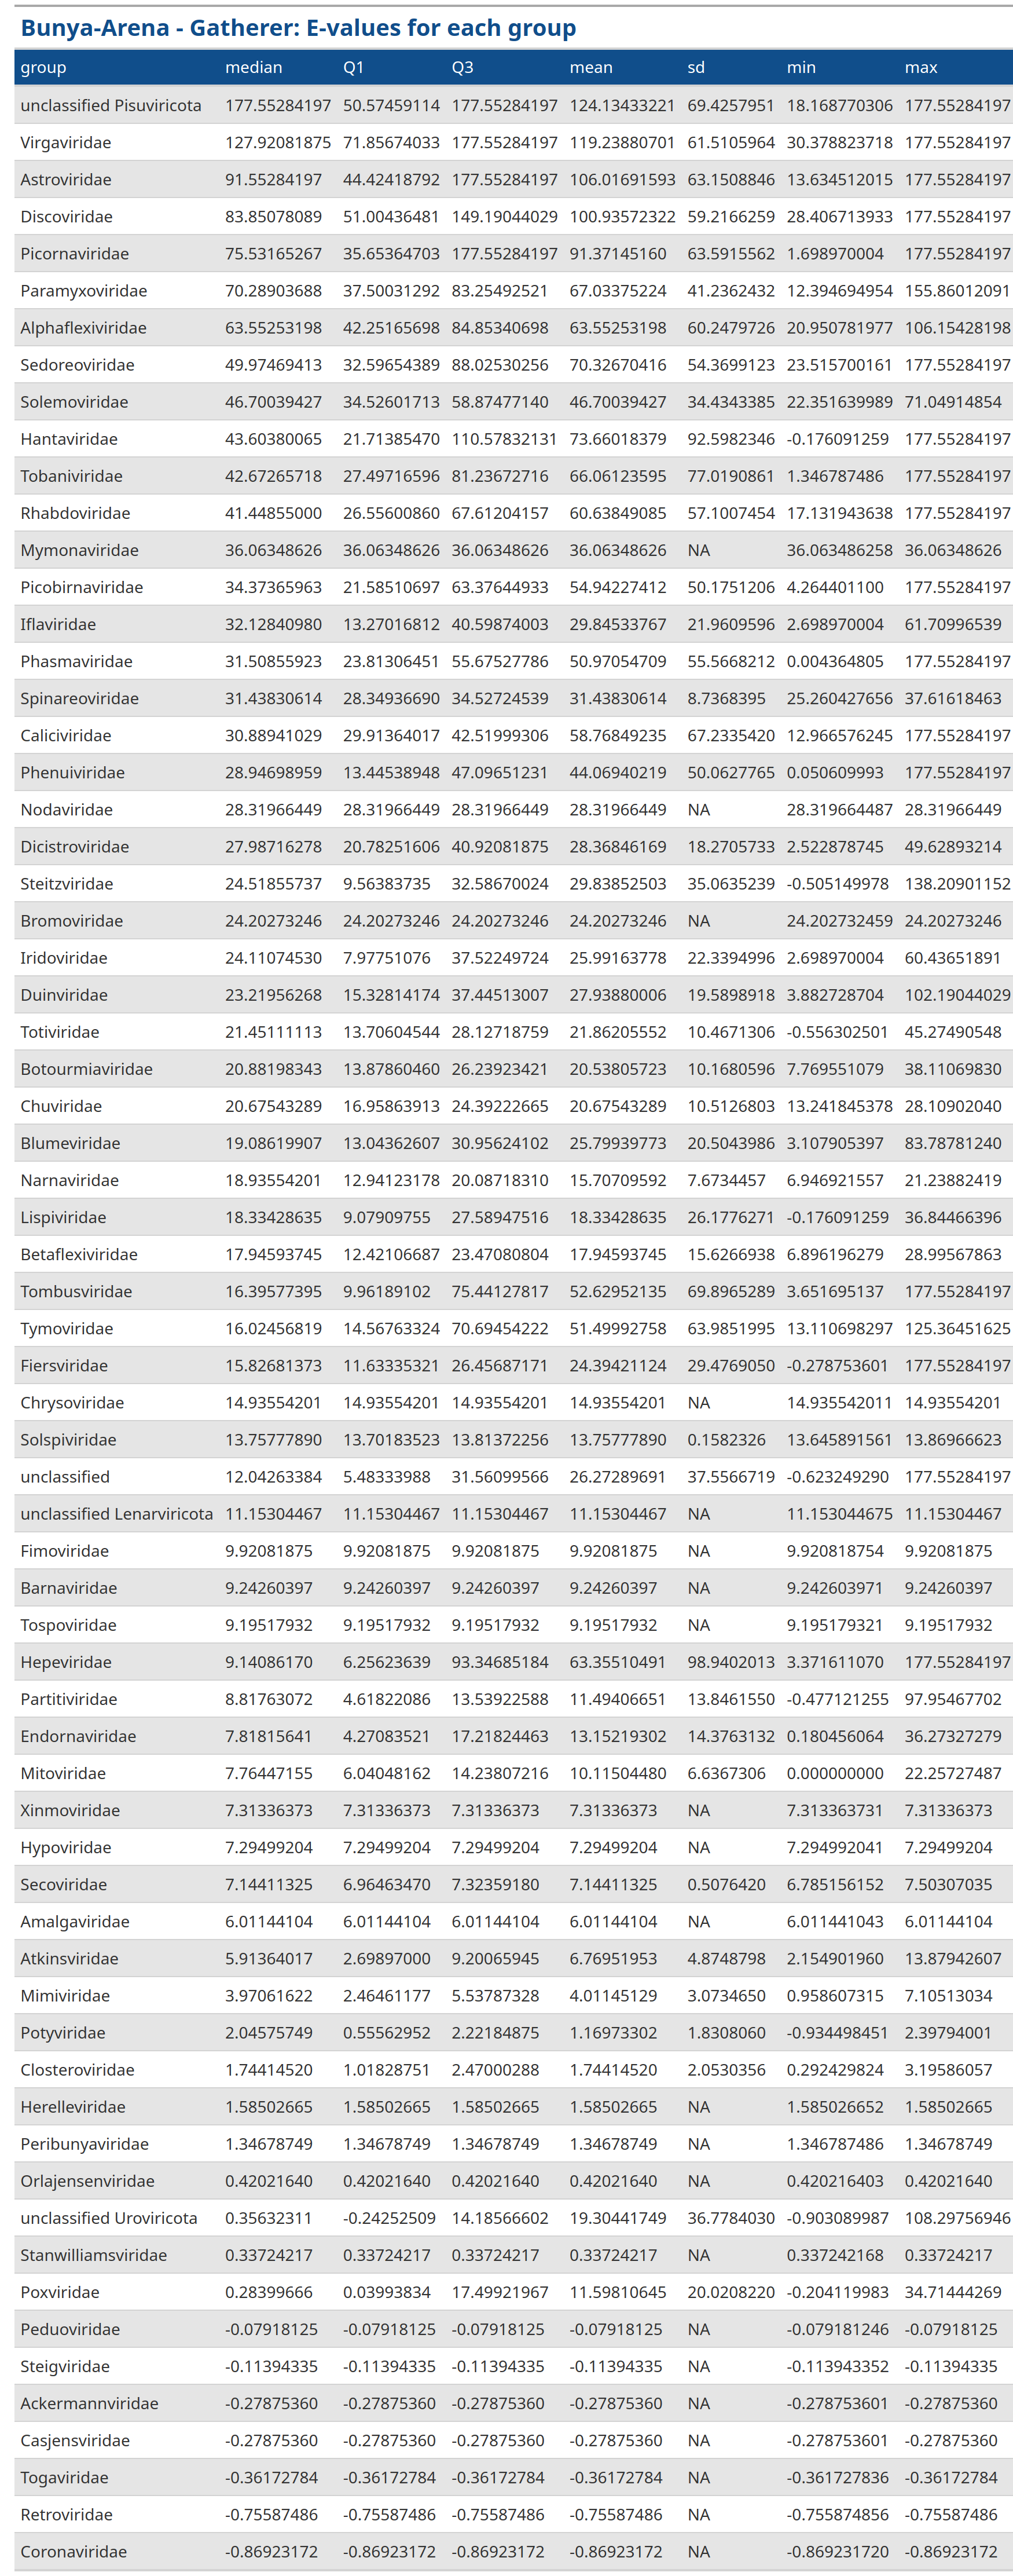 Bunya-Arena - Gatherer: E-values for each group
group median Q1 Q3 mean sd min max
unclassified Pisuviricota 177.55284197 50.57459114 177.55284197 124.13433221 69.4257951 18.168770306 177.55284197
Virgaviridae 127.92081875 71.85674033 177.55284197 119.23880701 61.5105964 30.378823718 177.55284197
Astroviridae 91.55284197 44.42418792 177.55284197 106.01691593 63.1508846 13.634512015 177.55284197
Discoviridae 83.85078089 51.00436481 149.19044029 100.93572322 59.2166259 28.406713933 177.55284197
Picornaviridae 75.53165267 35.65364703 177.55284197 91.37145160 63.5915562 1.698970004 177.55284197
Paramyxoviridae 70.28903688 37.50031292 83.25492521 67.03375224 41.2362432 12.394694954 155.86012091
Alphaflexiviridae 63.55253198 42.25165698 84.85340698 63.55253198 60.2479726 20.950781977 106.15428198
Sedoreoviridae 49.97469413 32.59654389 88.02530256 70.32670416 54.3699123 23.515700161 177.55284197
Solemoviridae 46.70039427 34.52601713 58.87477140 46.70039427 34.4343385 22.351639989 71.04914854
Hantaviridae 43.60380065 21.71385470 110.57832131 73.66018379 92.5982346 -0.176091259 177.55284197
Tobaniviridae 42.67265718 27.49716596 81.23672716 66.06123595 77.0190861 1.346787486 177.55284197
Rhabdoviridae 41.44855000 26.55600860 67.61204157 60.63849085 57.1007454 17.131943638 177.55284197
Mymonaviridae 36.06348626 36.06348626 36.06348626 36.06348626 NA 36.063486258 36.06348626
Picobirnaviridae 34.37365963 21.58510697 63.37644933 54.94227412 50.1751206 4.264401100 177.55284197
Iflaviridae 32.12840980 13.27016812 40.59874003 29.84533767 21.9609596 2.698970004 61.70996539
Phasmaviridae 31.50855923 23.81306451 55.67527786 50.97054709 55.5668212 0.004364805 177.55284197
Spinareoviridae 31.43830614 28.34936690 34.52724539 31.43830614 8.7368395 25.260427656 37.61618463
Caliciviridae 30.88941029 29.91364017 42.51999306 58.76849235 67.2335420 12.966576245 177.55284197
Phenuiviridae 28.94698959 13.44538948 47.09651231 44.06940219 50.0627765 0.050609993 177.55284197
Nodaviridae 28.31966449 28.31966449 28.31966449 28.31966449 NA 28.319664487 28.31966449
Dicistroviridae 27.98716278 20.78251606 40.92081875 28.36846169 18.2705733 2.522878745 49.62893214
Steitzviridae 24.51855737 9.56383735 32.58670024 29.83852503 35.0635239 -0.505149978 138.20901152
Bromoviridae 24.20273246 24.20273246 24.20273246 24.20273246 NA 24.202732459 24.20273246
Iridoviridae 24.11074530 7.97751076 37.52249724 25.99163778 22.3394996 2.698970004 60.43651891
Duinviridae 23.21956268 15.32814174 37.44513007 27.93880006 19.5898918 3.882728704 102.19044029
Totiviridae 21.45111113 13.70604544 28.12718759 21.86205552 10.4671306 -0.556302501 45.27490548
Botourmiaviridae 20.88198343 13.87860460 26.23923421 20.53805723 10.1680596 7.769551079 38.11069830
Chuviridae 20.67543289 16.95863913 24.39222665 20.67543289 10.5126803 13.241845378 28.10902040
Blumeviridae 19.08619907 13.04362607 30.95624102 25.79939773 20.5043986 3.107905397 83.78781240
Narnaviridae 18.93554201 12.94123178 20.08718310 15.70709592 7.6734457 6.946921557 21.23882419
Lispiviridae 18.33428635 9.07909755 27.58947516 18.33428635 26.1776271 -0.176091259 36.84466396
Betaflexiviridae 17.94593745 12.42106687 23.47080804 17.94593745 15.6266938 6.896196279 28.99567863
Tombusviridae 16.39577395 9.96189102 75.44127817 52.62952135 69.8965289 3.651695137 177.55284197
Tymoviridae 16.02456819 14.56763324 70.69454222 51.49992758 63.9851995 13.110698297 125.36451625
Fiersviridae 15.82681373 11.63335321 26.45687171 24.39421124 29.4769050 -0.278753601 177.55284197
Chrysoviridae 14.93554201 14.93554201 14.93554201 14.93554201 NA 14.935542011 14.93554201
Solspiviridae 13.75777890 13.70183523 13.81372256 13.75777890 0.1582326 13.645891561 13.86966623
unclassified 12.04263384 5.48333988 31.56099566 26.27289691 37.5566719 -0.623249290 177.55284197
unclassified Lenarviricota 11.15304467 11.15304467 11.15304467 11.15304467 NA 11.153044675 11.15304467
Fimoviridae 9.92081875 9.92081875 9.92081875 9.92081875 NA 9.920818754 9.92081875
Barnaviridae 9.24260397 9.24260397 9.24260397 9.24260397 NA 9.242603971 9.24260397
Tospoviridae 9.19517932 9.19517932 9.19517932 9.19517932 NA 9.195179321 9.19517932
Hepeviridae 9.14086170 6.25623639 93.34685184 63.35510491 98.9402013 3.371611070 177.55284197
Partitiviridae 8.81763072 4.61822086 13.53922588 11.49406651 13.8461550 -0.477121255 97.95467702
Endornaviridae 7.81815641 4.27083521 17.21824463 13.15219302 14.3763132 0.180456064 36.27327279
Mitoviridae 7.76447155 6.04048162 14.23807216 10.11504480 6.6367306 0.000000000 22.25727487
Xinmoviridae 7.31336373 7.31336373 7.31336373 7.31336373 NA 7.313363731 7.31336373
Hypoviridae 7.29499204 7.29499204 7.29499204 7.29499204 NA 7.294992041 7.29499204
Secoviridae 7.14411325 6.96463470 7.32359180 7.14411325 0.5076420 6.785156152 7.50307035
Amalgaviridae 6.01144104 6.01144104 6.01144104 6.01144104 NA 6.011441043 6.01144104
Atkinsviridae 5.91364017 2.69897000 9.20065945 6.76951953 4.8748798 2.154901960 13.87942607
Mimiviridae 3.97061622 2.46461177 5.53787328 4.01145129 3.0734650 0.958607315 7.10513034
Potyviridae 2.04575749 0.55562952 2.22184875 1.16973302 1.8308060 -0.934498451 2.39794001
Closteroviridae 1.74414520 1.01828751 2.47000288 1.74414520 2.0530356 0.292429824 3.19586057
Herelleviridae 1.58502665 1.58502665 1.58502665 1.58502665 NA 1.585026652 1.58502665
Peribunyaviridae 1.34678749 1.34678749 1.34678749 1.34678749 NA 1.346787486 1.34678749
Orlajensenviridae 0.42021640 0.42021640 0.42021640 0.42021640 NA 0.420216403 0.42021640
unclassified Uroviricota 0.35632311 -0.24252509 14.18566602 19.30441749 36.7784030 -0.903089987 108.29756946
Stanwilliamsviridae 0.33724217 0.33724217 0.33724217 0.33724217 NA 0.337242168 0.33724217
Poxviridae 0.28399666 0.03993834 17.49921967 11.59810645 20.0208220 -0.204119983 34.71444269
Peduoviridae -0.07918125 -0.07918125 -0.07918125 -0.07918125 NA -0.079181246 -0.07918125
Steigviridae -0.11394335 -0.11394335 -0.11394335 -0.11394335 NA -0.113943352 -0.11394335
Ackermannviridae -0.27875360 -0.27875360 -0.27875360 -0.27875360 NA -0.278753601 -0.27875360
Casjensviridae -0.27875360 -0.27875360 -0.27875360 -0.27875360 NA -0.278753601 -0.27875360
Togaviridae -0.36172784 -0.36172784 -0.36172784 -0.36172784 NA -0.361727836 -0.36172784
Retroviridae -0.75587486 -0.75587486 -0.75587486 -0.75587486 NA -0.755874856 -0.75587486
Coronaviridae -0.86923172 -0.86923172 -0.86923172 -0.86923172 NA -0.869231720 -0.86923172